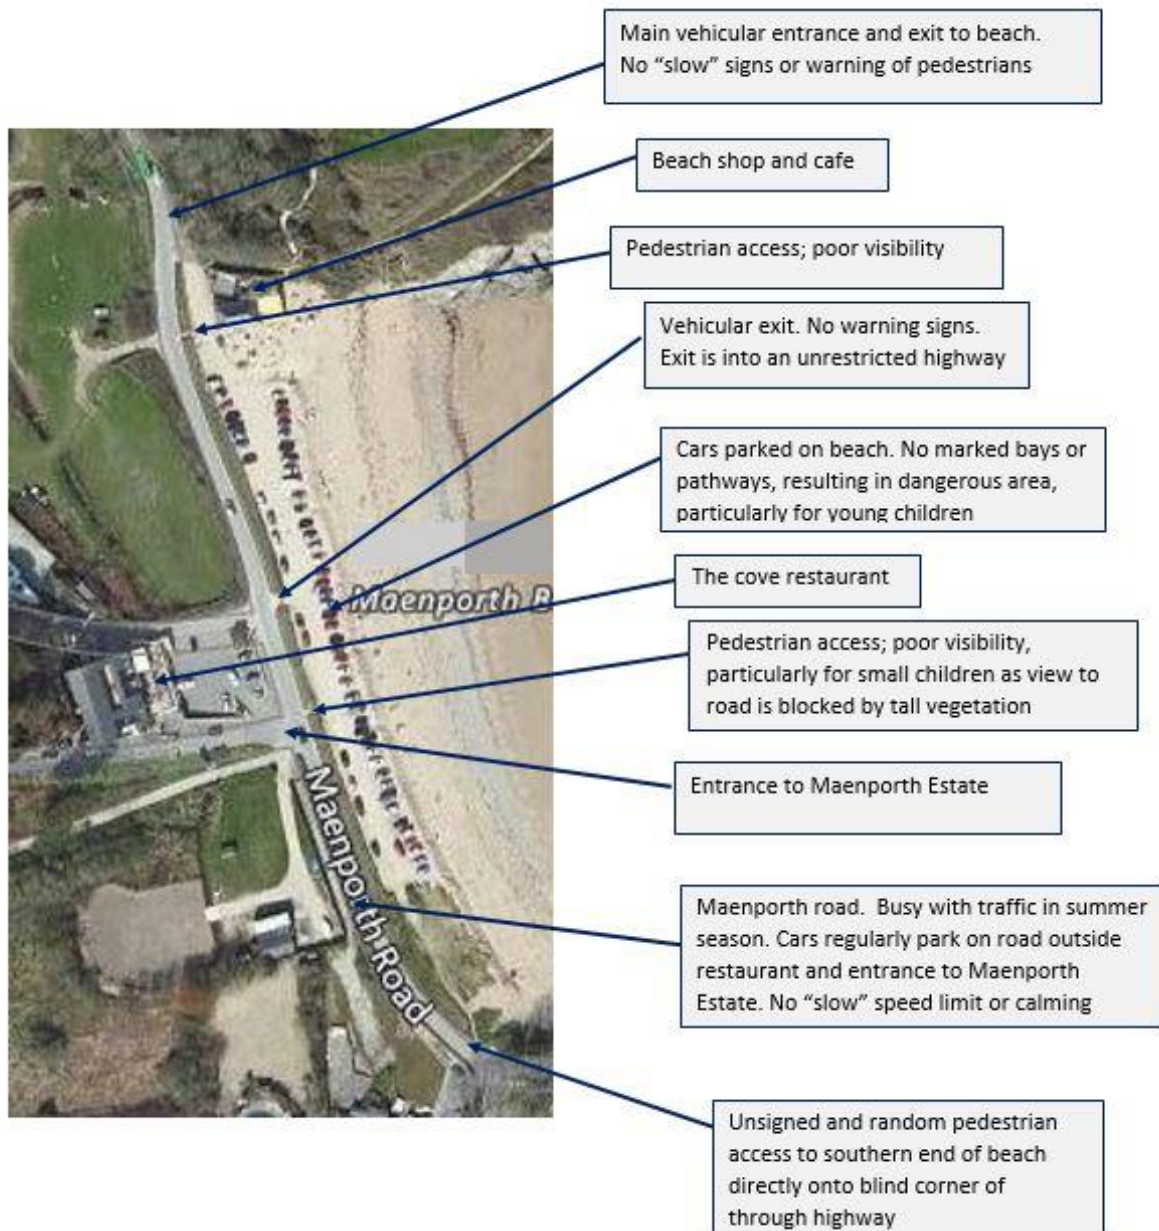 Main vehicular entrance and exit to beach.
No “slow” signs or warning of pedestrians
Beach shop and cafe
Pedestrian access; poor visibility
Vehicular exit. No warning signs.
Exit is into an unrestricted highway
Cars parked on beach. No marked bays or
pathways, resulting in dangerous area,
particularly for young children
Maenporth B
The cove restaurant
Pedestrian access; poor visibility,
particularly for small children as view to
road is blocked by tall vegetation
Entrance to Maenporth Estate
Maenporth Road
Maenporth road.  Busy with traffic in summer
season. Cars regularly park on road outside
restaurant and entrance to Maenporth
Estate. No “slow” speed limit or calming
Unsigned and random pedestrian
access to southern end of beach
directly onto blind corner of
through highway